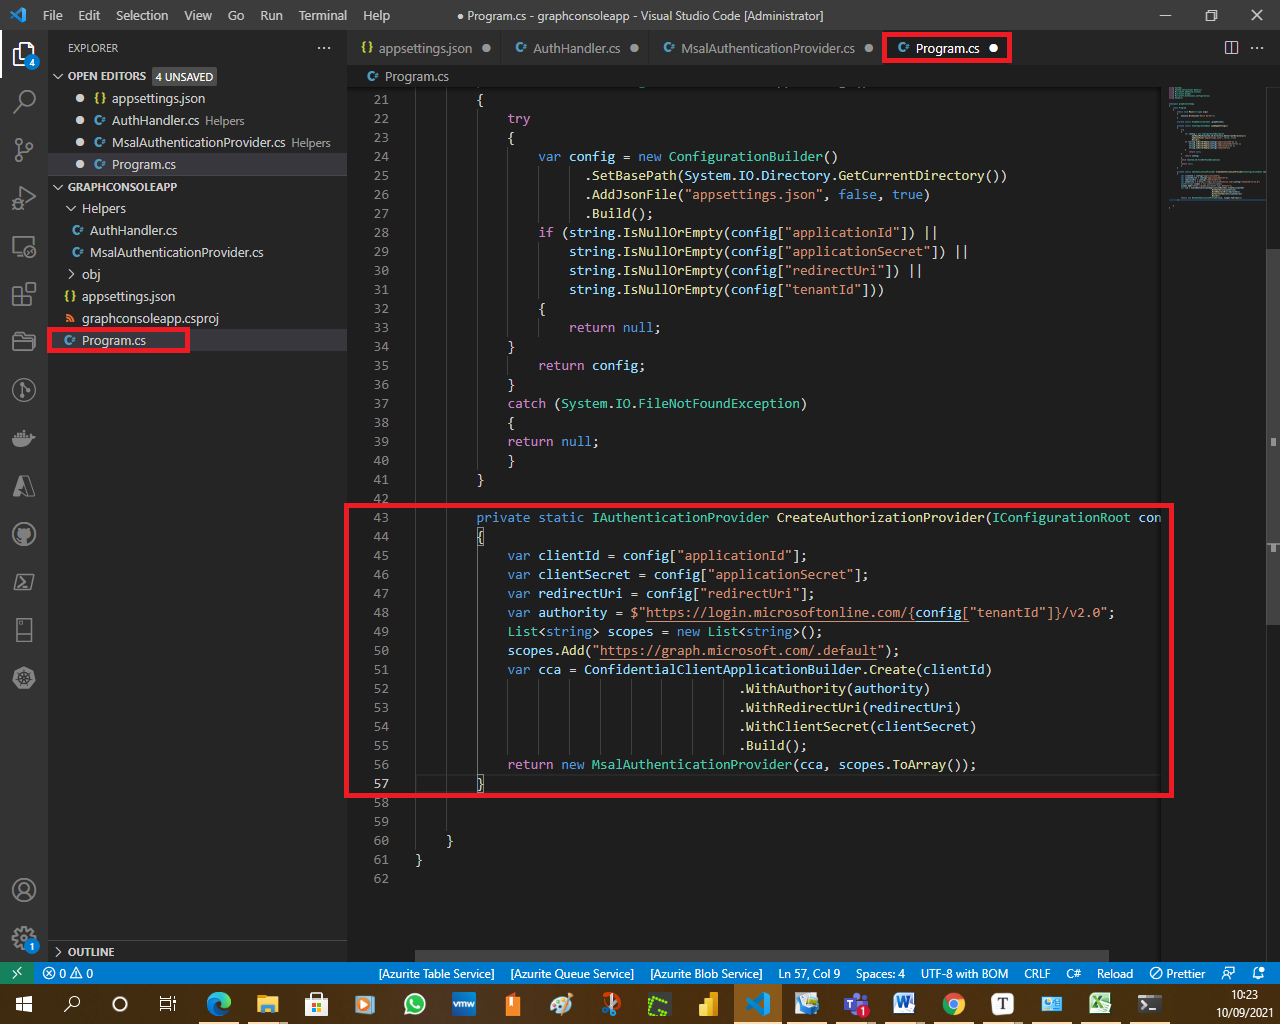 File Edit Selection View Go Run Terminal Help
● Program.cs - graphconsoleapp - Visual Studio Code [Administrator]
EXPLORER
OPEN EDITORS 4 UNSAVED
{} appsettings.json
C# AuthHandler.cs Helpers
C# MsalAuthenticationProvider.cs Helpers
C# Program.cs
GRAPHCONSOLEAPP
Helpers
C# AuthHandler.cs
C# MsalAuthenticationProvider.cs
obj
{} appsettings.json
graphconsoleapp.csproj
C# Program.cs
OUTLINE
4
1
{} appsettings.json
C# AuthHandler.cs
C# MsalAuthenticationProvider.cs
C# Program.cs
C# Program.cs
21 {
22 try
23 {
24 var config = new ConfigurationBuilder()
25 .SetBasePath(System.IO.Directory.GetCurrentDirectory())
26 .AddJsonFile("appsettings.json", false, true)
27 .Build();
28 if (string.IsNullOrEmpty(config["applicationId"]) ||
29 string.IsNullOrEmpty(config["applicationSecret"]) ||
30 string.IsNullOrEmpty(config["redirectUri"]) ||
31 string.IsNullOrEmpty(config["tenantId"]))
32 {
33 return null;
34 }
35 return config;
36 }
37 catch (System.IO.FileNotFoundException)
38 {
39 return null;
40 }
41 }
42
43 private static IAuthenticationProvider CreateAuthorizationProvider(IConfigurationRoot con
44 {
45 var clientId = config["applicationId"];
46 var clientSecret = config["applicationSecret"];
47 var redirectUri = config["redirectUri"];
48 var authority = $"https://login.microsoftonline.com/{config["tenantId"]}/v2.0";
49 List<string> scopes = new List<string>();
50 scopes.Add("https://graph.microsoft.com/.default");
51 var cca = ConfidentialClientApplicationBuilder.Create(clientId)
52 .WithAuthority(authority)
53 .WithRedirectUri(redirectUri)
54 .WithClientSecret(clientSecret)
55 .Build();
56 return new MsalAuthenticationProvider(cca, scopes.ToArray());
57 }
58
59
60 }
61 }
62
0 0 [Azurite Table Service] [Azurite Queue Service] [Azurite Blob Service] Ln 57, Col 9 Spaces: 4 UTF-8 with BOM CRLF C# Reload Prettier
vmw
1
T
10:23
10/09/2021